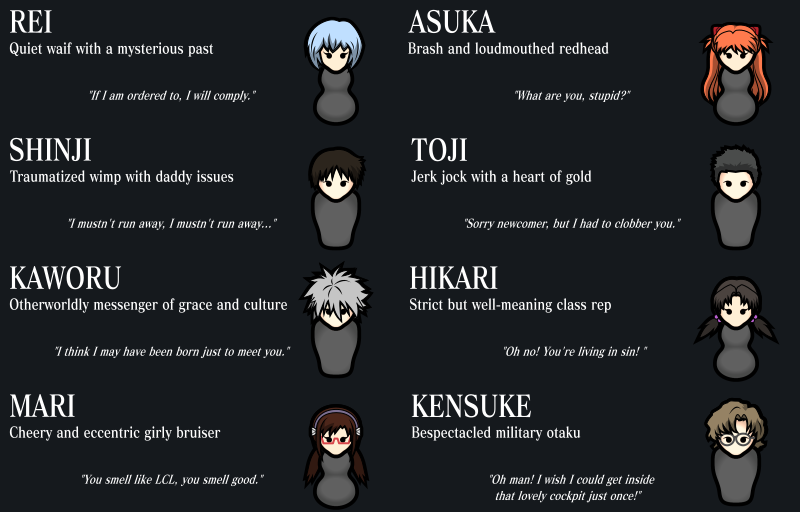 REI
Quiet waif with a mysterious past
"If I am ordered to, I will comply."
ASUKA
Brash and loudmouthed redhead
"What are you, stupid?"
SHINJI
Traumatized wimp with daddy issues
"I mustn't run away, I mustn't run away..."
TOJI
Jerk jock with a heart of gold
"Sorry newcomer, but I had to clobber you."
KAWORU
Otherworldly messenger of grace and culture
"I think I may have been born just to meet you."
HIKARI
Strict but well-meaning class rep
"Oh no! You're living in sin! "
MARI
Cheery and eccentric girly bruiser
"You smell like LCL, you smell good."
KENSUKE
Bespectacled military otaku
"Oh man! I wish I could get inside
that lovely cockpit just once!"